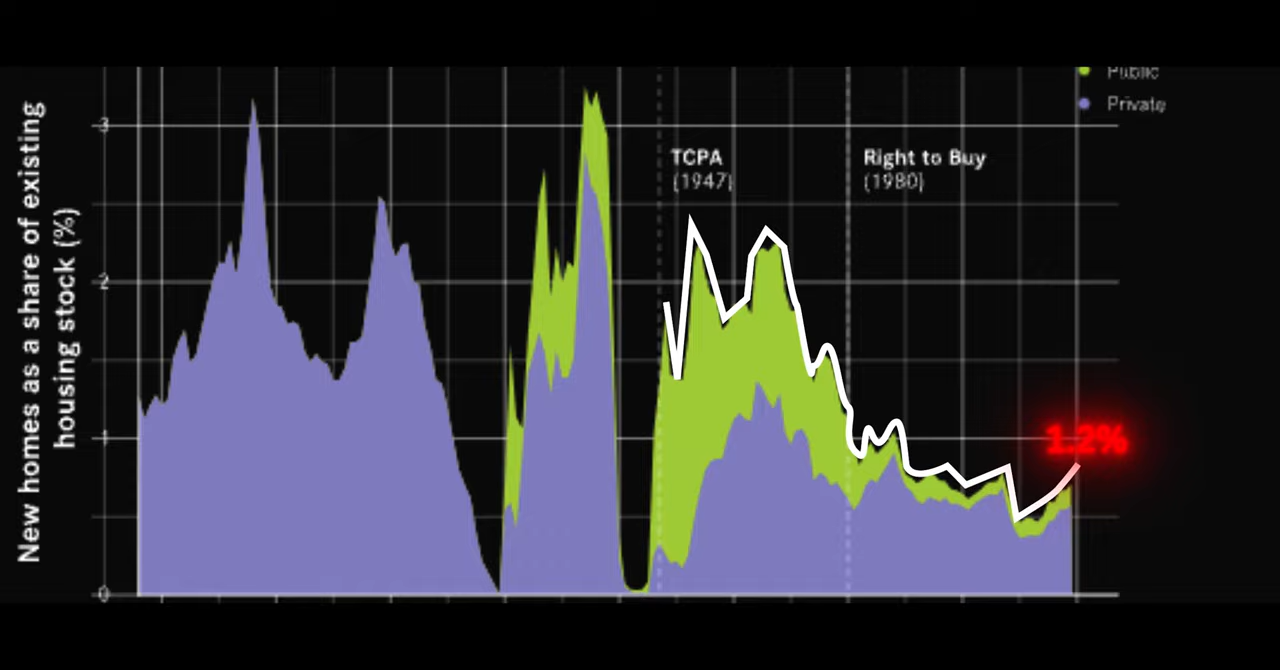 Public
Private
New homes as a share of existing
housing stock (%)
3
2
1
0
TCPA
(1947)
Right to Buy
(1980)
1.2%